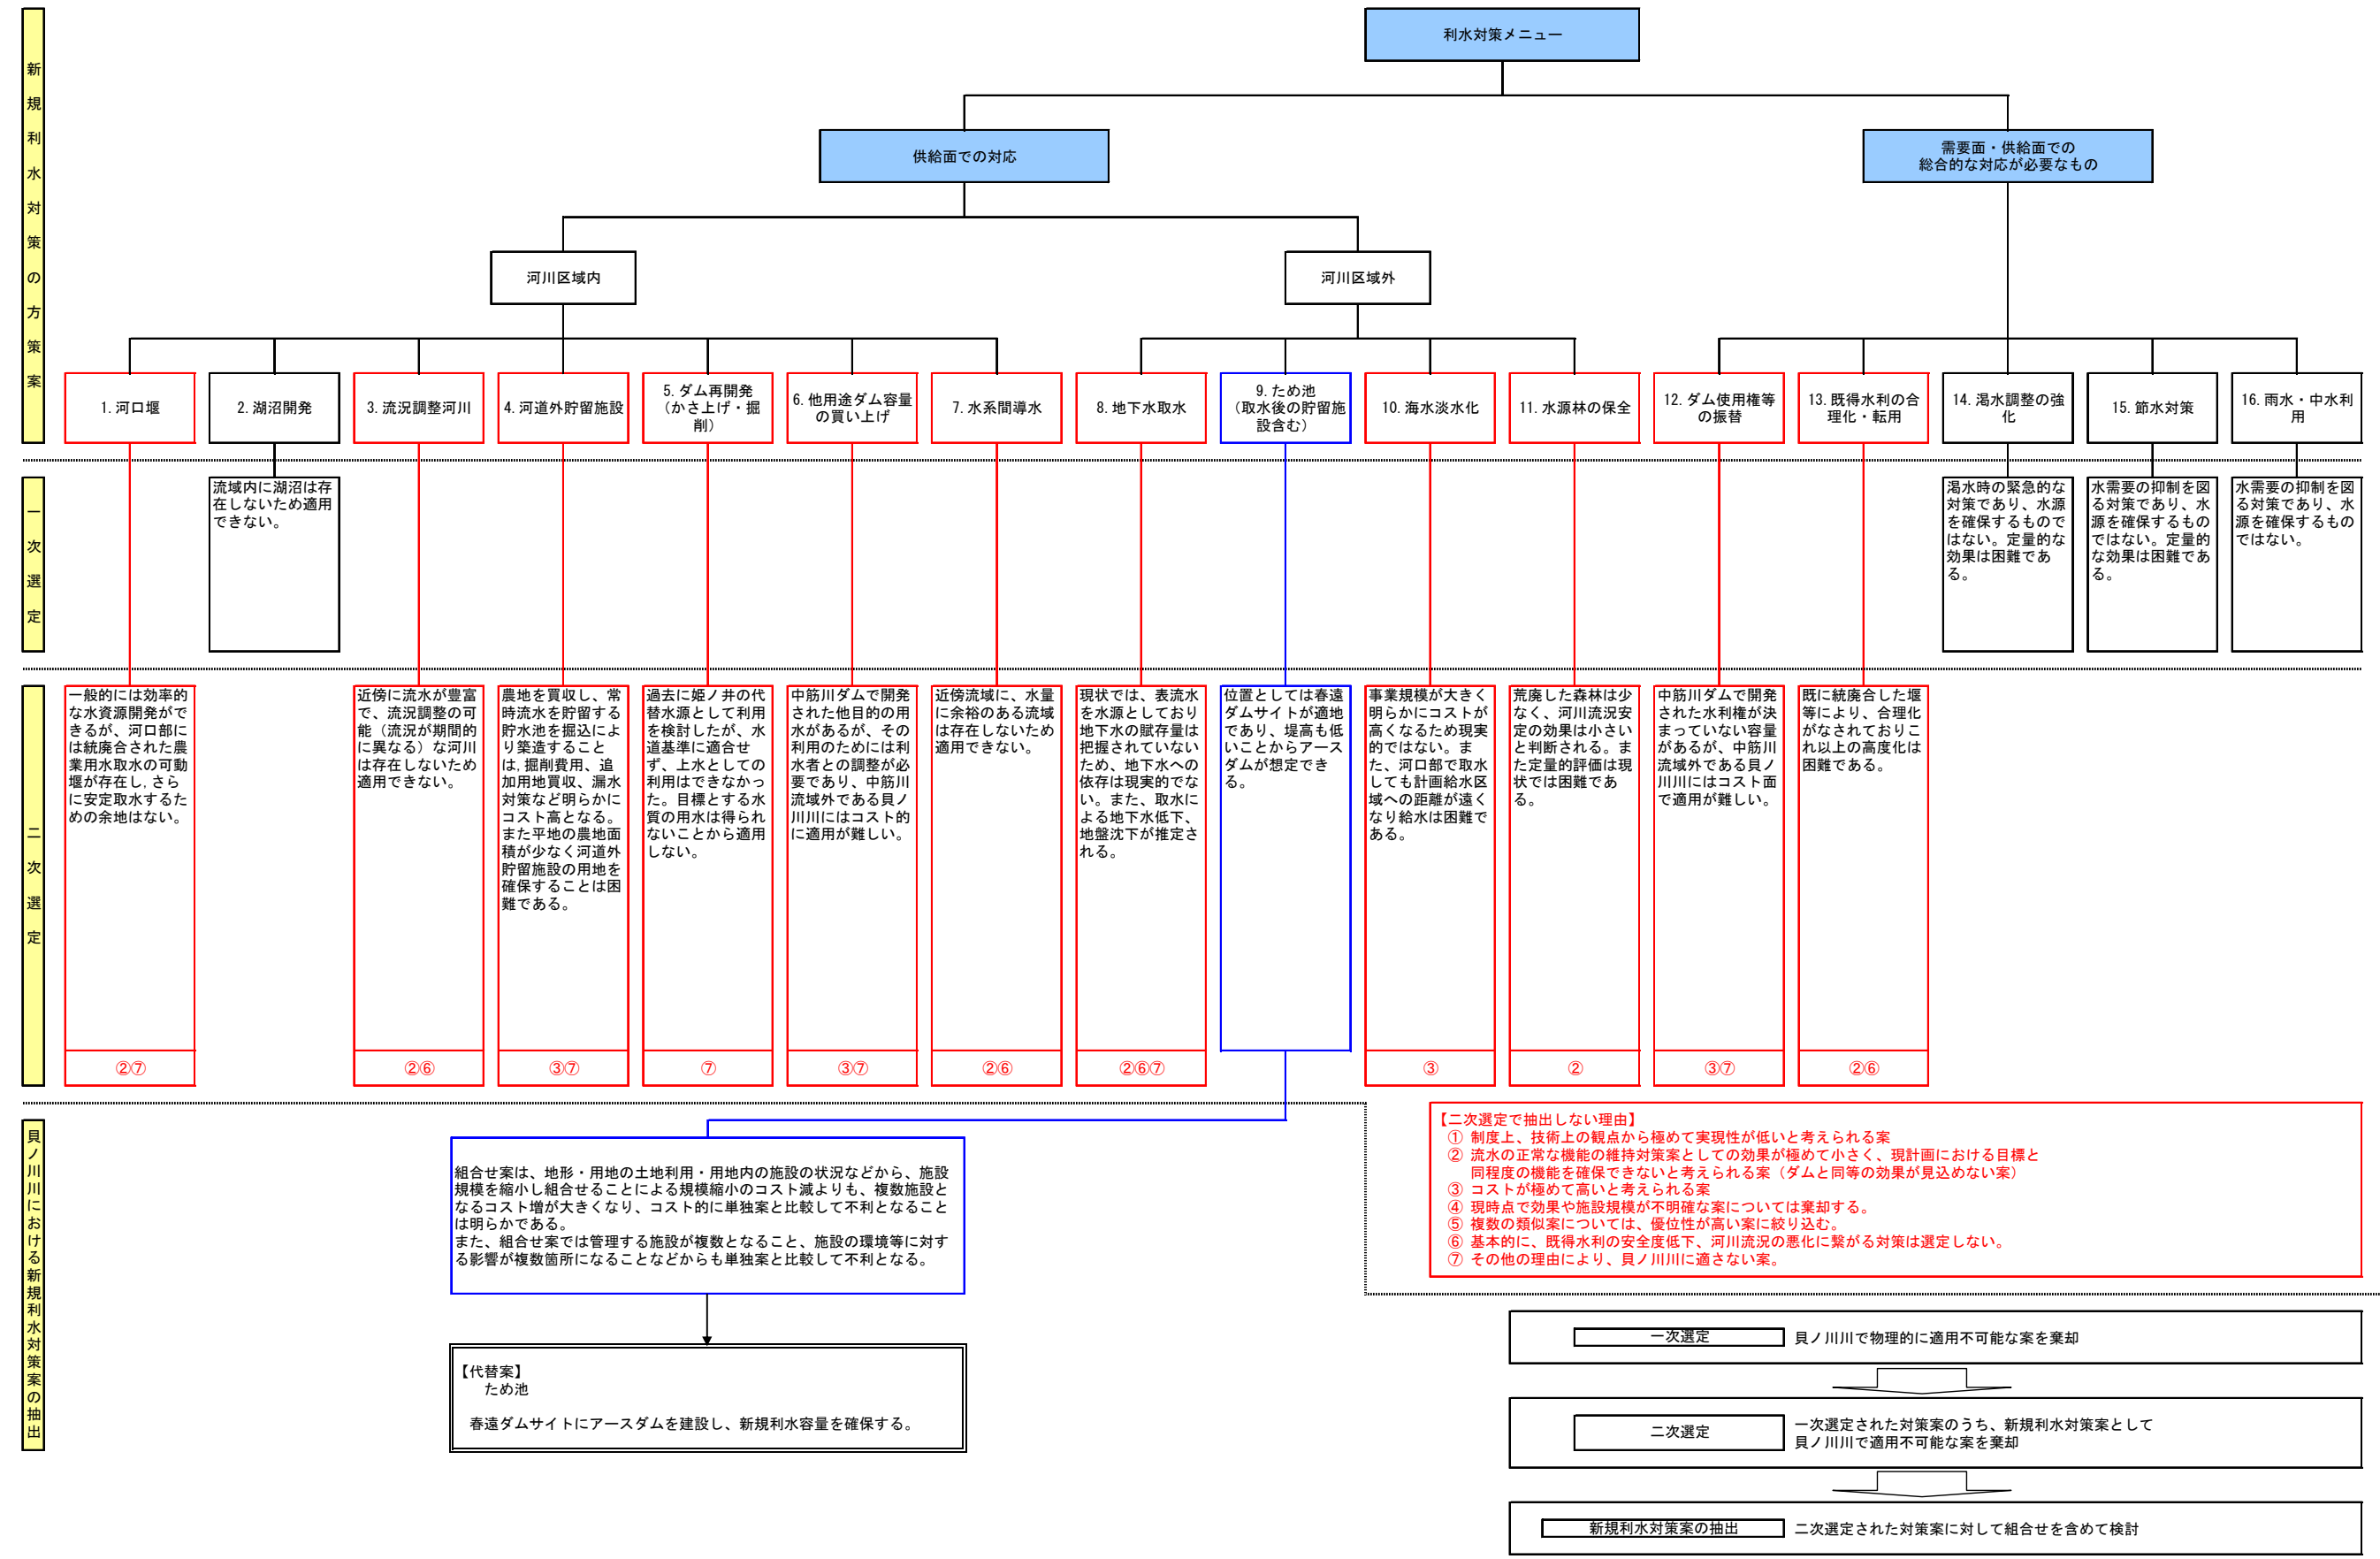 利水対策メニュー
供給面での対応
需要面・供給面での
総合的な対応が必要なもの
河川区域内
河川区域外
新規利水対策の方策案
1. 河口堰
2. 湖沼開発
3. 流況調整河川
4. 河道外貯留施設
5. ダム再開発
（かさ上げ・掘
削）
6. 他用途ダム容量
の買い上げ
7. 水系間導水
8. 地下水取水
9. ため池
（取水後の貯留施
設含む）
10. 海水淡水化
11. 水源林の保全
12. ダム使用権等
の振替
13. 既得水利の合
理化・転用
14. 渇水調整の強
化
15. 節水対策
16. 雨水・中水利
用
一次選定
流域内に湖沼は存
在しないため適用
できない。
渇水時の緊急的な
対策であり、水源
を確保するもので
はない。定量的な
効果は困難であ
る。
水需要の抑制を図
る対策であり、水
源を確保するもの
ではない。定量的
な効果は困難であ
る。
水需要の抑制を図
る対策であり、水
源を確保するもの
ではない。
二次選定
一般的には効率的
な水資源開発がで
きるが、河口部に
は統廃合された農
業用水取水の可動
堰が存在し,さら
に安定取水するた
めの余地はない。
②⑦
近傍に流水が豊富
で、流況調整の可
能（流況が期間的
に異なる）な河川
は存在しないため
適用できない。
②⑥
農地を買収し、常
時流水を貯留する
貯水池を掘込によ
り築造すること
は,掘削費用、追
加用地買収、漏水
対策など明らかに
コスト高となる。
また平地の農地面
積が少なく河道外
貯留施設の用地を
確保することは困
難である。
③⑦
過去に姫ノ井の代
替水源として利用
を検討したが、水
道基準に適合せ
ず、上水としての
利用はできなかっ
た。目標とする水
質の用水は得られ
ないことから適用
しない。
⑦
中筋川ダムで開発
された他目的の用
水があるが、その
利用のためには利
水者との調整が必
要であり、中筋川
流域外である貝ノ
川川にはコスト的
に適用が難しい。
③⑦
近傍流域に、水量
に余裕のある流域
は存在しないため
適用できない。
②⑥
現状では、表流水
を水源としており
地下水の賦存量は
把握されていない
ため、地下水への
依存は現実的でな
い。また、取水に
よる地下水低下、
地盤沈下が推定さ
れる。
②⑥⑦
位置としては春遠
ダムサイトが適地
であり、堤高も低
いことからアース
ダムが想定でき
る。
事業規模が大きく
明らかにコストが
高くなるため現実
的ではない。ま
た、河口部で取水
しても計画給水区
域への距離が遠く
なり給水は困難で
ある。
③
荒廃した森林は少
なく、河川流況安
定の効果は小さい
と判断される。ま
た定量的評価は現
状では困難であ
る。
②
中筋川ダムで開発
された水利権が決
まっていない容量
があるが、中筋川
流域外である貝ノ
川川にはコスト面
で適用が難しい。
③⑦
既に統廃合した堰
等により、合理化
がなされておりこ
れ以上の高度化は
困難である。
②⑥
貝ノ川川における新規利水対策案の抽出
組合せ案は、地形・用地の土地利用・用地内の施設の状況などから、施設
規模を縮小し組合せることによる規模縮小のコスト減よりも、複数施設と
なるコスト増が大きくなり、コスト的に単独案と比較して不利となること
は明らかである。
また、組合せ案では管理する施設が複数となること、施設の環境等に対す
る影響が複数箇所になることなどからも単独案と比較して不利となる。
【代替案】
ため池
春遠ダムサイトにアースダムを建設し、新規利水容量を確保する。
【二次選定で抽出しない理由】
① 制度上、技術上の観点から極めて実現性が低いと考えられる案
② 流水の正常な機能の維持対策案としての効果が極めて小さく、現計画における目標と
同程度の機能を確保できないと考えられる案（ダムと同等の効果が見込めない案）
③ コストが極めて高いと考えられる案
④ 現時点で効果や施設規模が不明確な案については棄却する。
⑤ 複数の類似案については、優位性が高い案に絞り込む。
⑥ 基本的に、既得水利の安全度低下、河川流況の悪化に繋がる対策は選定しない。
⑦ その他の理由により、貝ノ川川に適さない案。
一次選定 貝ノ川川で物理的に適用不可能な案を棄却
二次選定 一次選定された対策案のうち、新規利水対策案として
貝ノ川川で適用不可能な案を棄却
新規利水対策案の抽出 二次選定された対策案に対して組合せを含めて検討